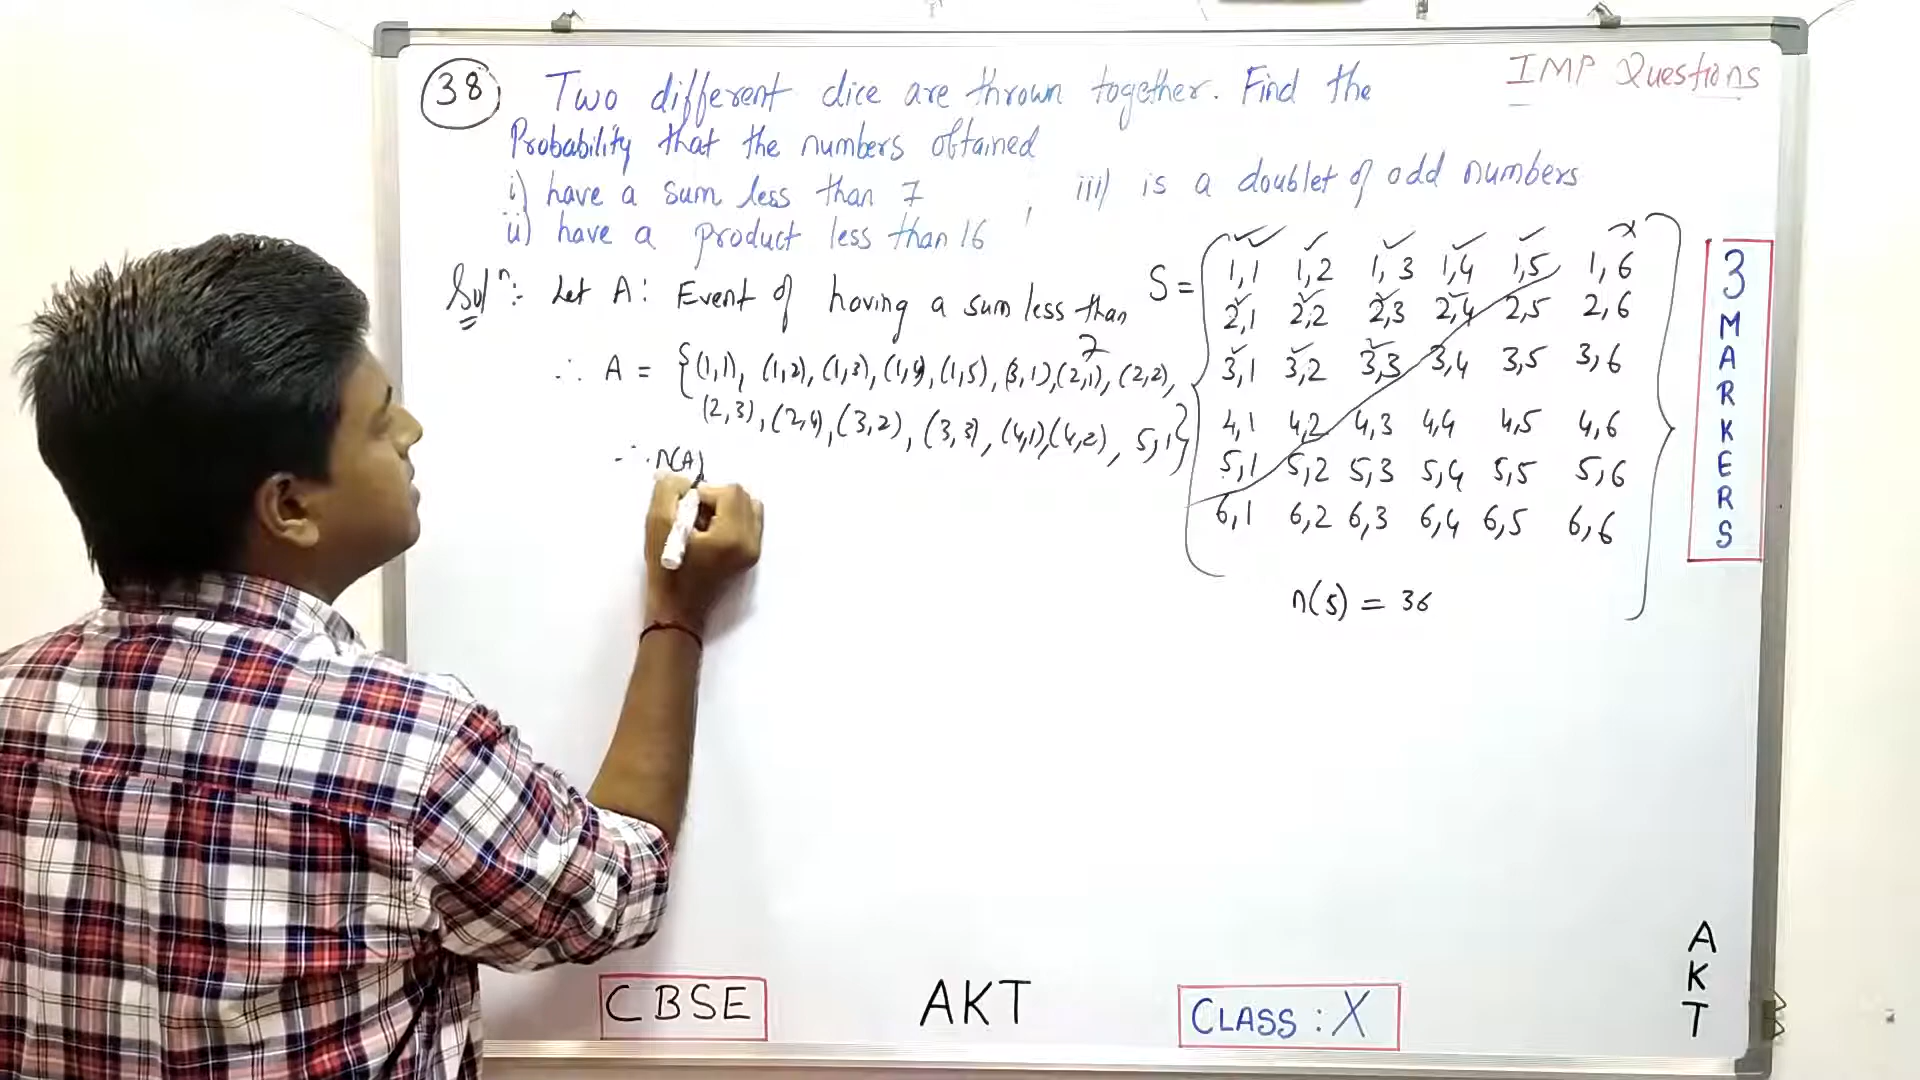 38 Two different dice are thrown together. Find the
Probability that the numbers obtained
i) have a sum less than 7
ii) have a product less than 16
iii) is a doublet of odd numbers
IMP Questions
Solⁿ:- Let A: Event of having a sum less than
7
∴ A = {(1,1), (1,2), (1,3), (1,4), (1,5), (3,1), (2,1), (2,2),
(2,3), (2,4), (3,2), (3,3), (4,1), (4,2), 5,1}
∴ n(A)
S = { 1,1 1,2 1,3 1,4 1,5 1,6
2,1 2,2 2,3 2,4 2,5 2,6
3,1 3,2 3,3 3,4 3,5 3,6
4,1 4,2 4,3 4,4 4,5 4,6
5,1 5,2 5,3 5,4 5,5 5,6
6,1 6,2 6,3 6,4 6,5 6,6 }
n(S) = 36
3 MARKERS
CBSE
AKT
CLASS : X
AKT